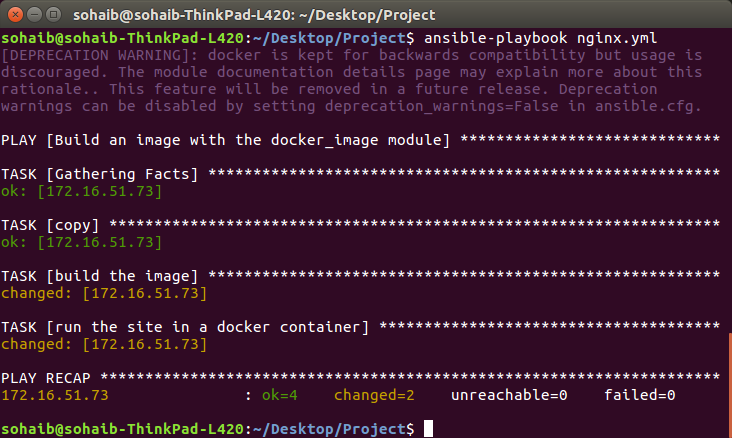 sohaib@sohaib-ThinkPad-L420: ~/Desktop/Project
sohaib@sohaib-ThinkPad-L420:~/Desktop/Project$ ansible-playbook nginx.yml
[DEPRECATION WARNING]: docker is kept for backwards compatibility but usage is
discouraged. The module documentation details page may explain more about this
rationale.. This feature will be removed in a future release. Deprecation
warnings can be disabled by setting deprecation_warnings=False in ansible.cfg.
PLAY [Build an image with the docker_image module] *****************************
TASK [Gathering Facts] *********************************************************
ok: [172.16.51.73]
TASK [copy] ********************************************************************
ok: [172.16.51.73]
TASK [build the image] *********************************************************
changed: [172.16.51.73]
TASK [run the site in a docker container] **************************************
changed: [172.16.51.73]
PLAY RECAP *********************************************************************
172.16.51.73               : ok=4    changed=2    unreachable=0    failed=0
sohaib@sohaib-ThinkPad-L420:~/Desktop/Project$